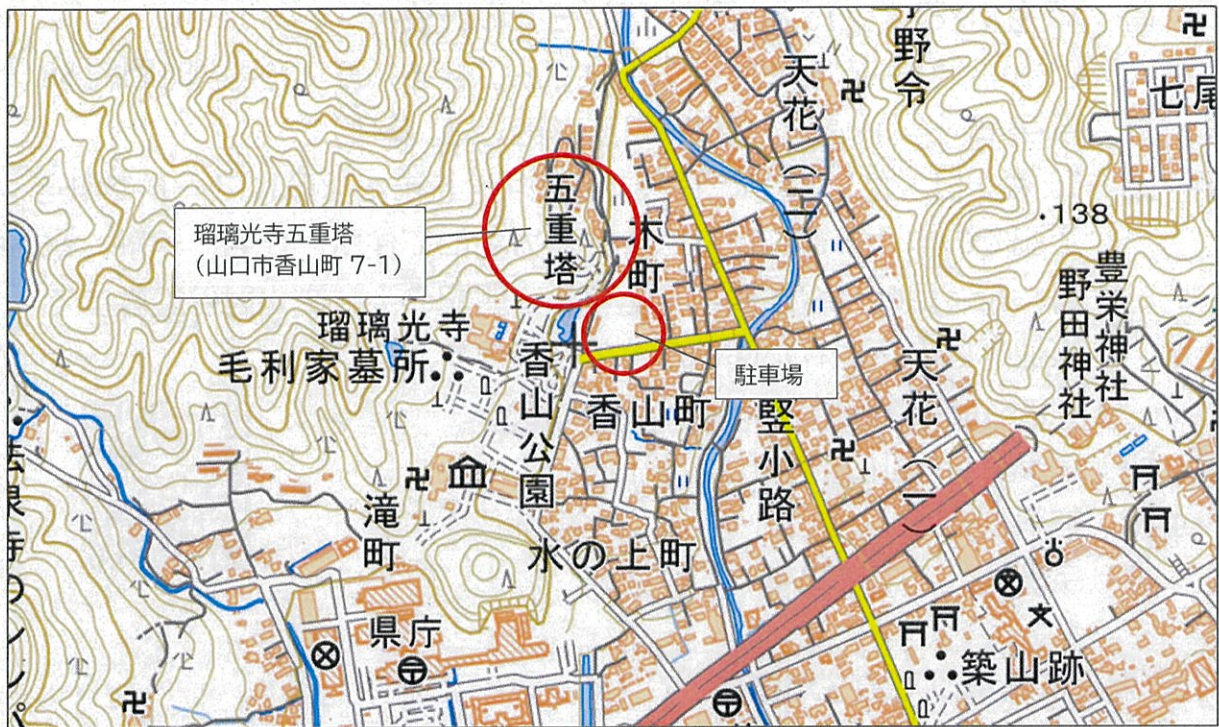 野令
天花(二)
七尾
瑠璃光寺五重塔
(山口市香山町 7-1)
五重塔
木町
・138
豊栄神社
野田神社
瑠璃光寺
毛利家墓所
香山公園
駐車場
香山町
竪小路
天花(一)
滝町
水の上町
県庁
築山跡